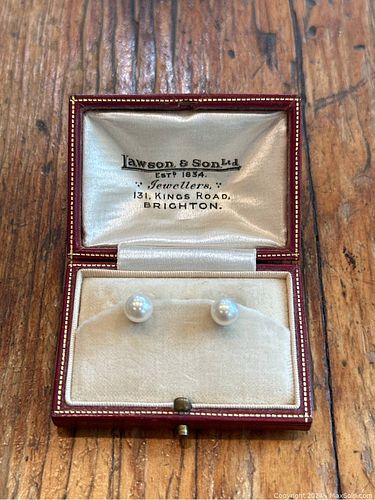 Lawson, & Son Ltd
Estd 1834.
Jewellers,
131, Kings Road,
Brighton.
Copyright 2024 - MaxSold.com